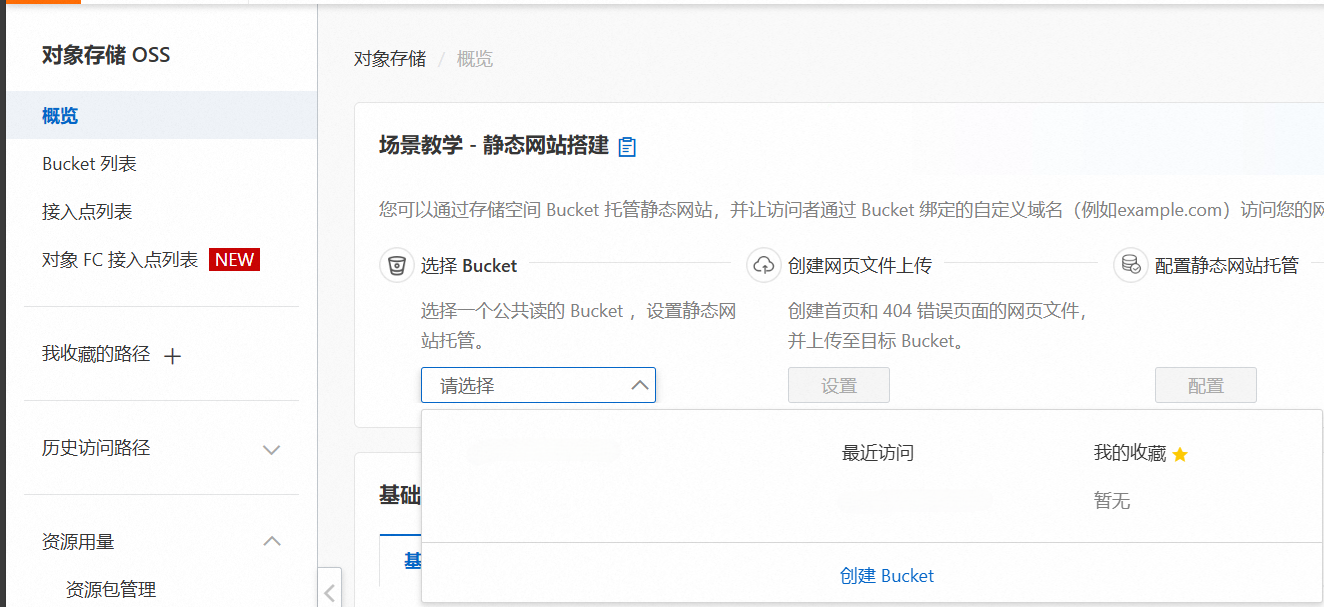 对象存储 OSS
概览
Bucket 列表
接入点列表
对象 FC 接入点列表 NEW
我收藏的路径
历史访问路径
资源用量
资源包管理
对象存储 / 概览
场景教学 - 静态网站搭建
您可以通过存储空间 Bucket 托管静态网站，并让访问者通过 Bucket 绑定的自定义域名（例如example.com）访问您的网
选择 Bucket
选择一个公共读的 Bucket ，设置静态网
站托管。
请选择
创建网页文件上传
创建首页和 404 错误页面的网页文件，
并上传至目标 Bucket。
设置
配置静态网站托管
配置
最近访问
我的收藏
暂无
创建 Bucket
基础
基